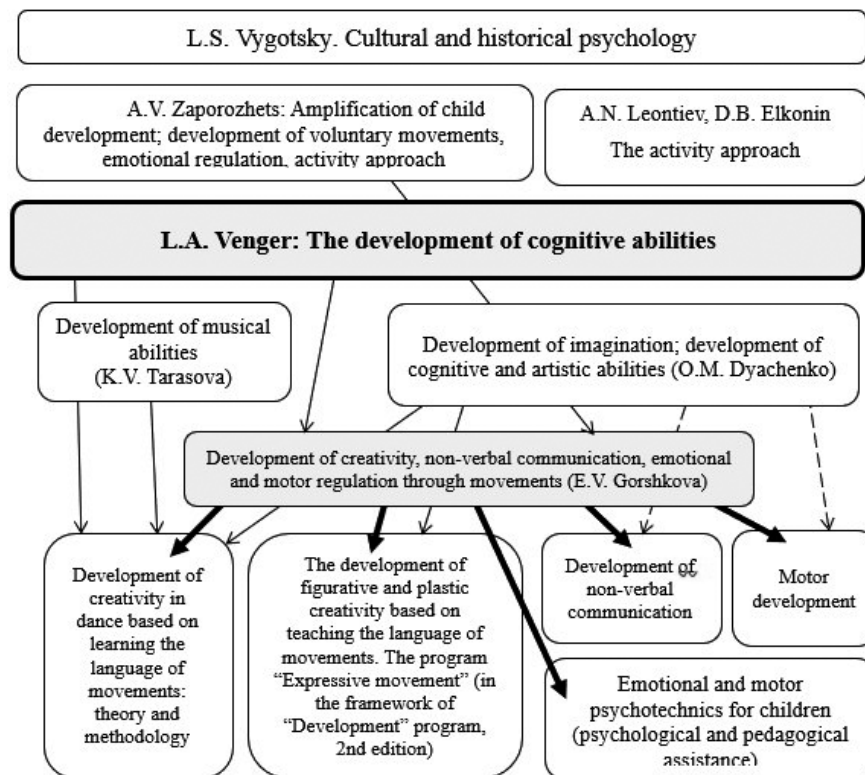 L.S. Vygotsky. Cultural and historical psychology
A.V. Zaporozhets: Amplification of child
development; development of voluntary movements,
emotional regulation, activity approach
A.N. Leontiev, D.B. Elkonin
The activity approach
L.A. Venger: The development of cognitive abilities
Development of musical
abilities
(K.V. Tarasova)
Development of imagination; development of
cognitive and artistic abilities (O.M. Dyachenko)
Development of creativity, non-verbal communication, emotional
and motor regulation through movements (E.V. Gorshkova)
Development of
creativity in
dance based on
learning the
language of
movements:
theory and
methodology
The development of
figurative and plastic
creativity based on
teaching the language of
movements. The program
“Expressive movement” (in
the framework of
“Development” program,
2nd edition)
Development of
non-verbal
communication
Motor
development
Emotional and motor
psychotechnics for children
(psychological and pedagogical
assistance)